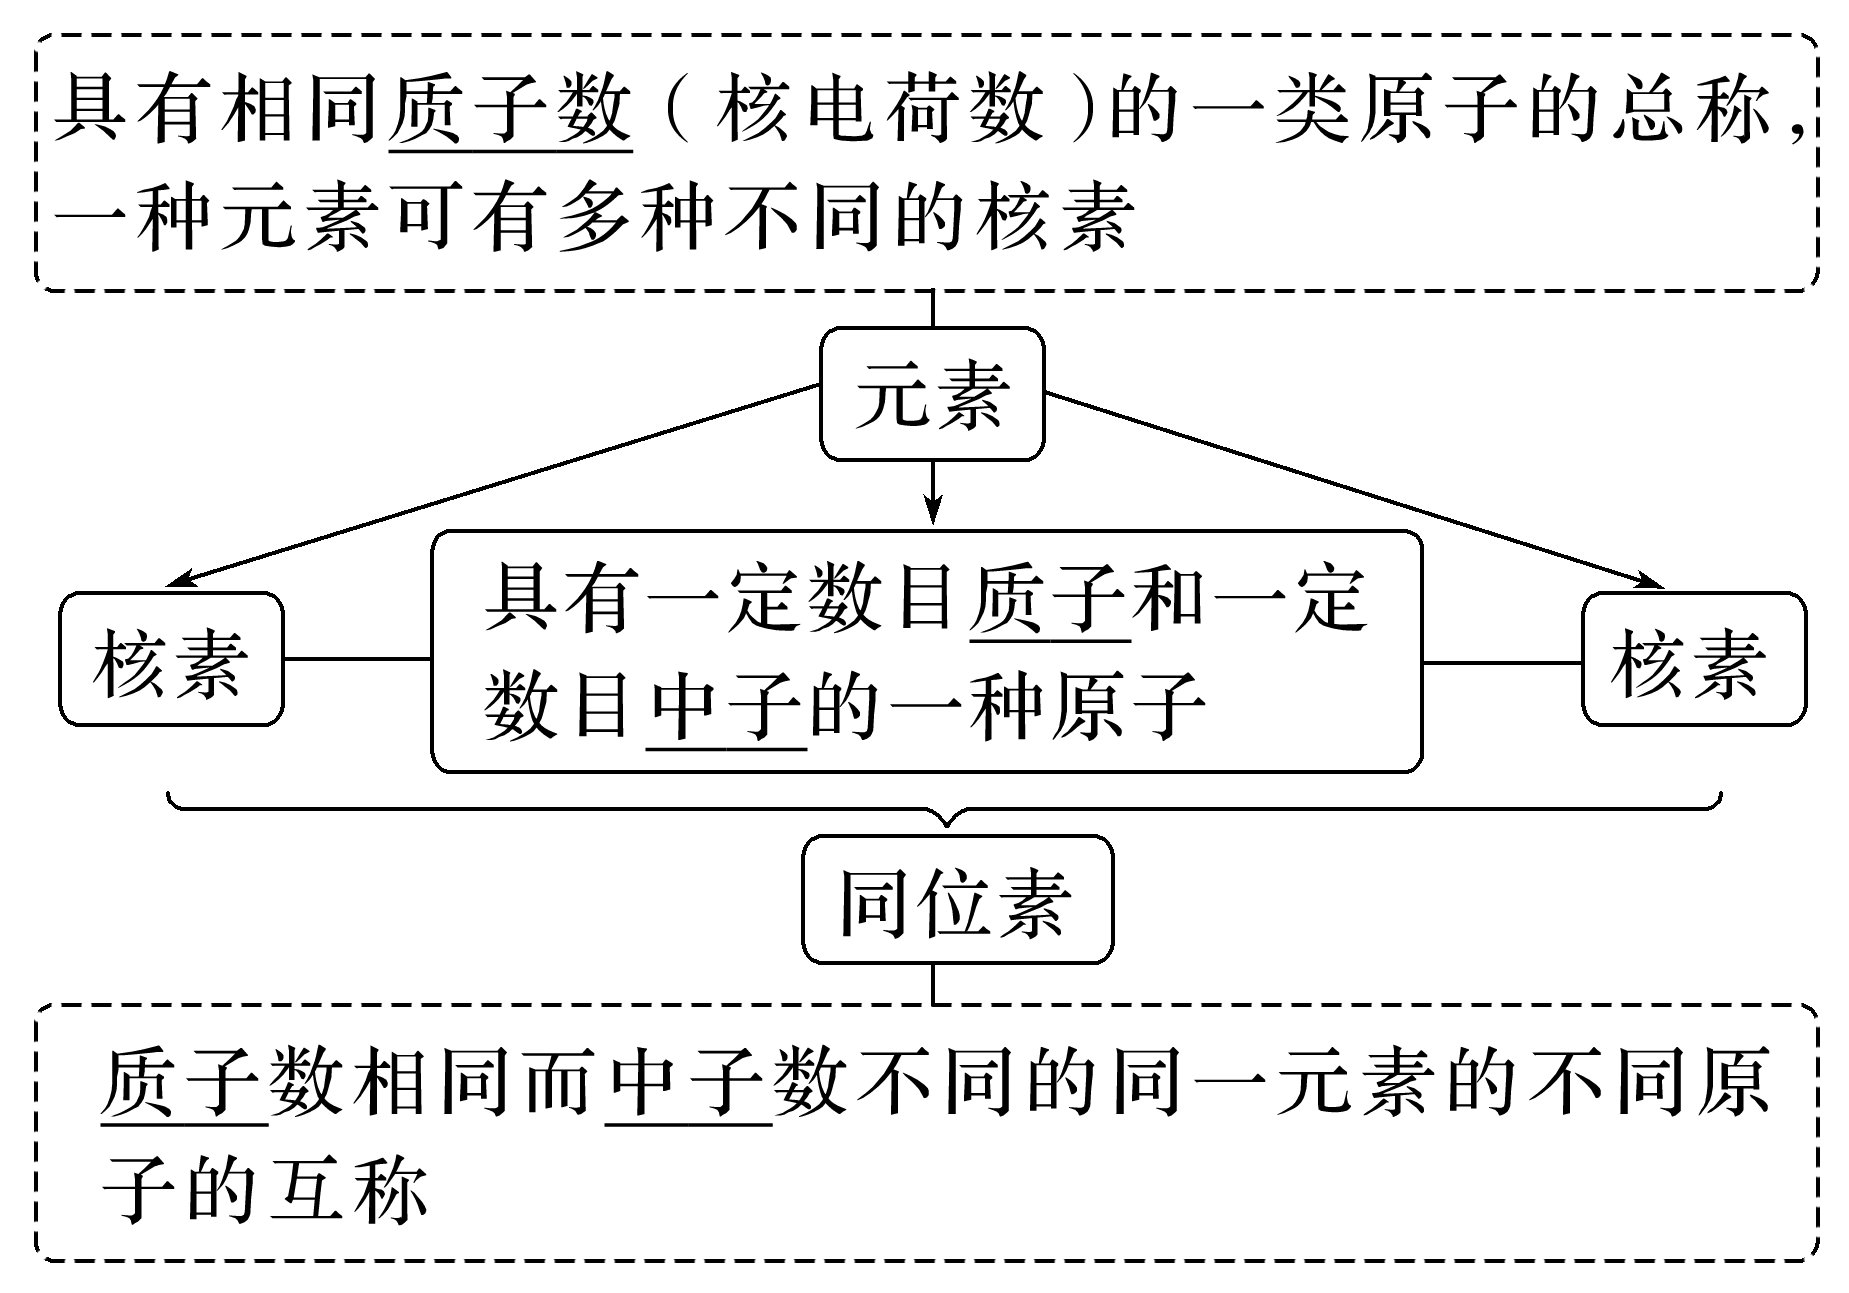 具有相同质子数（核电荷数）的一类原子的总称，
一种元素可有多种不同的核素
元素
核素
具有一定数目质子和一定
数目中子的一种原子
核素
同位素
质子数相同而中子数不同的同一元素的不同原
子的互称